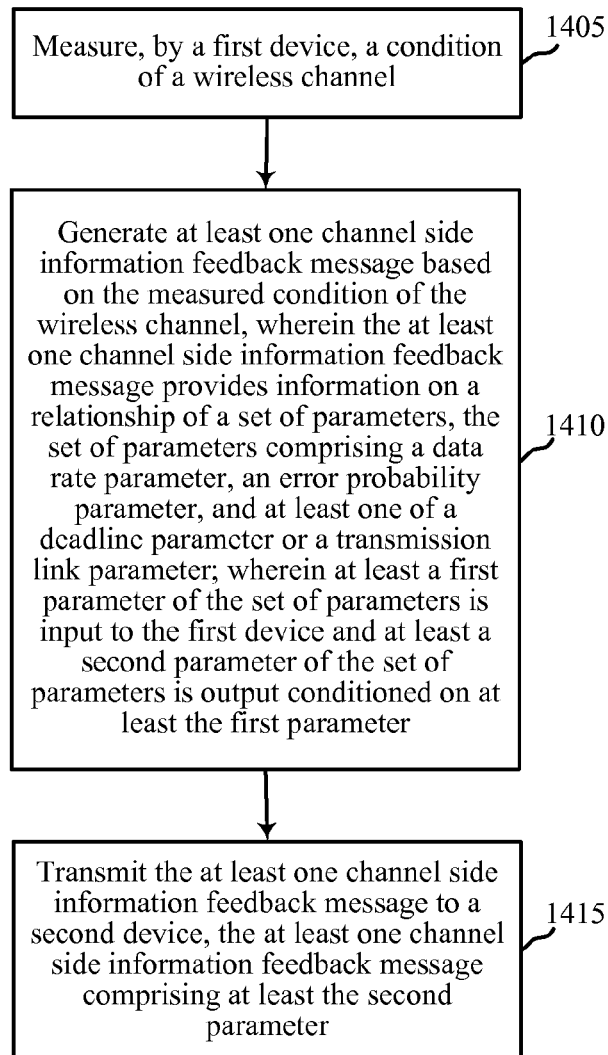 Measure, by a first device, a condition
of a wireless channel
1405
Generate at least one channel side
information feedback message based
on the measured condition of the
wireless channel, wherein the at least
one channel side information feedback
message provides information on a
relationship of a set of parameters, the
set of parameters comprising a data
rate parameter, an error probability
parameter, and at least one of a
deadline parameter or a transmission
link parameter; wherein at least a first
parameter of the set of parameters is
input to the first device and at least a
second parameter of the set of
parameters is output conditioned on at
least the first parameter
1410
Transmit the at least one channel side
information feedback message to a
second device, the at least one channel
side information feedback message
comprising at least the second
parameter
1415